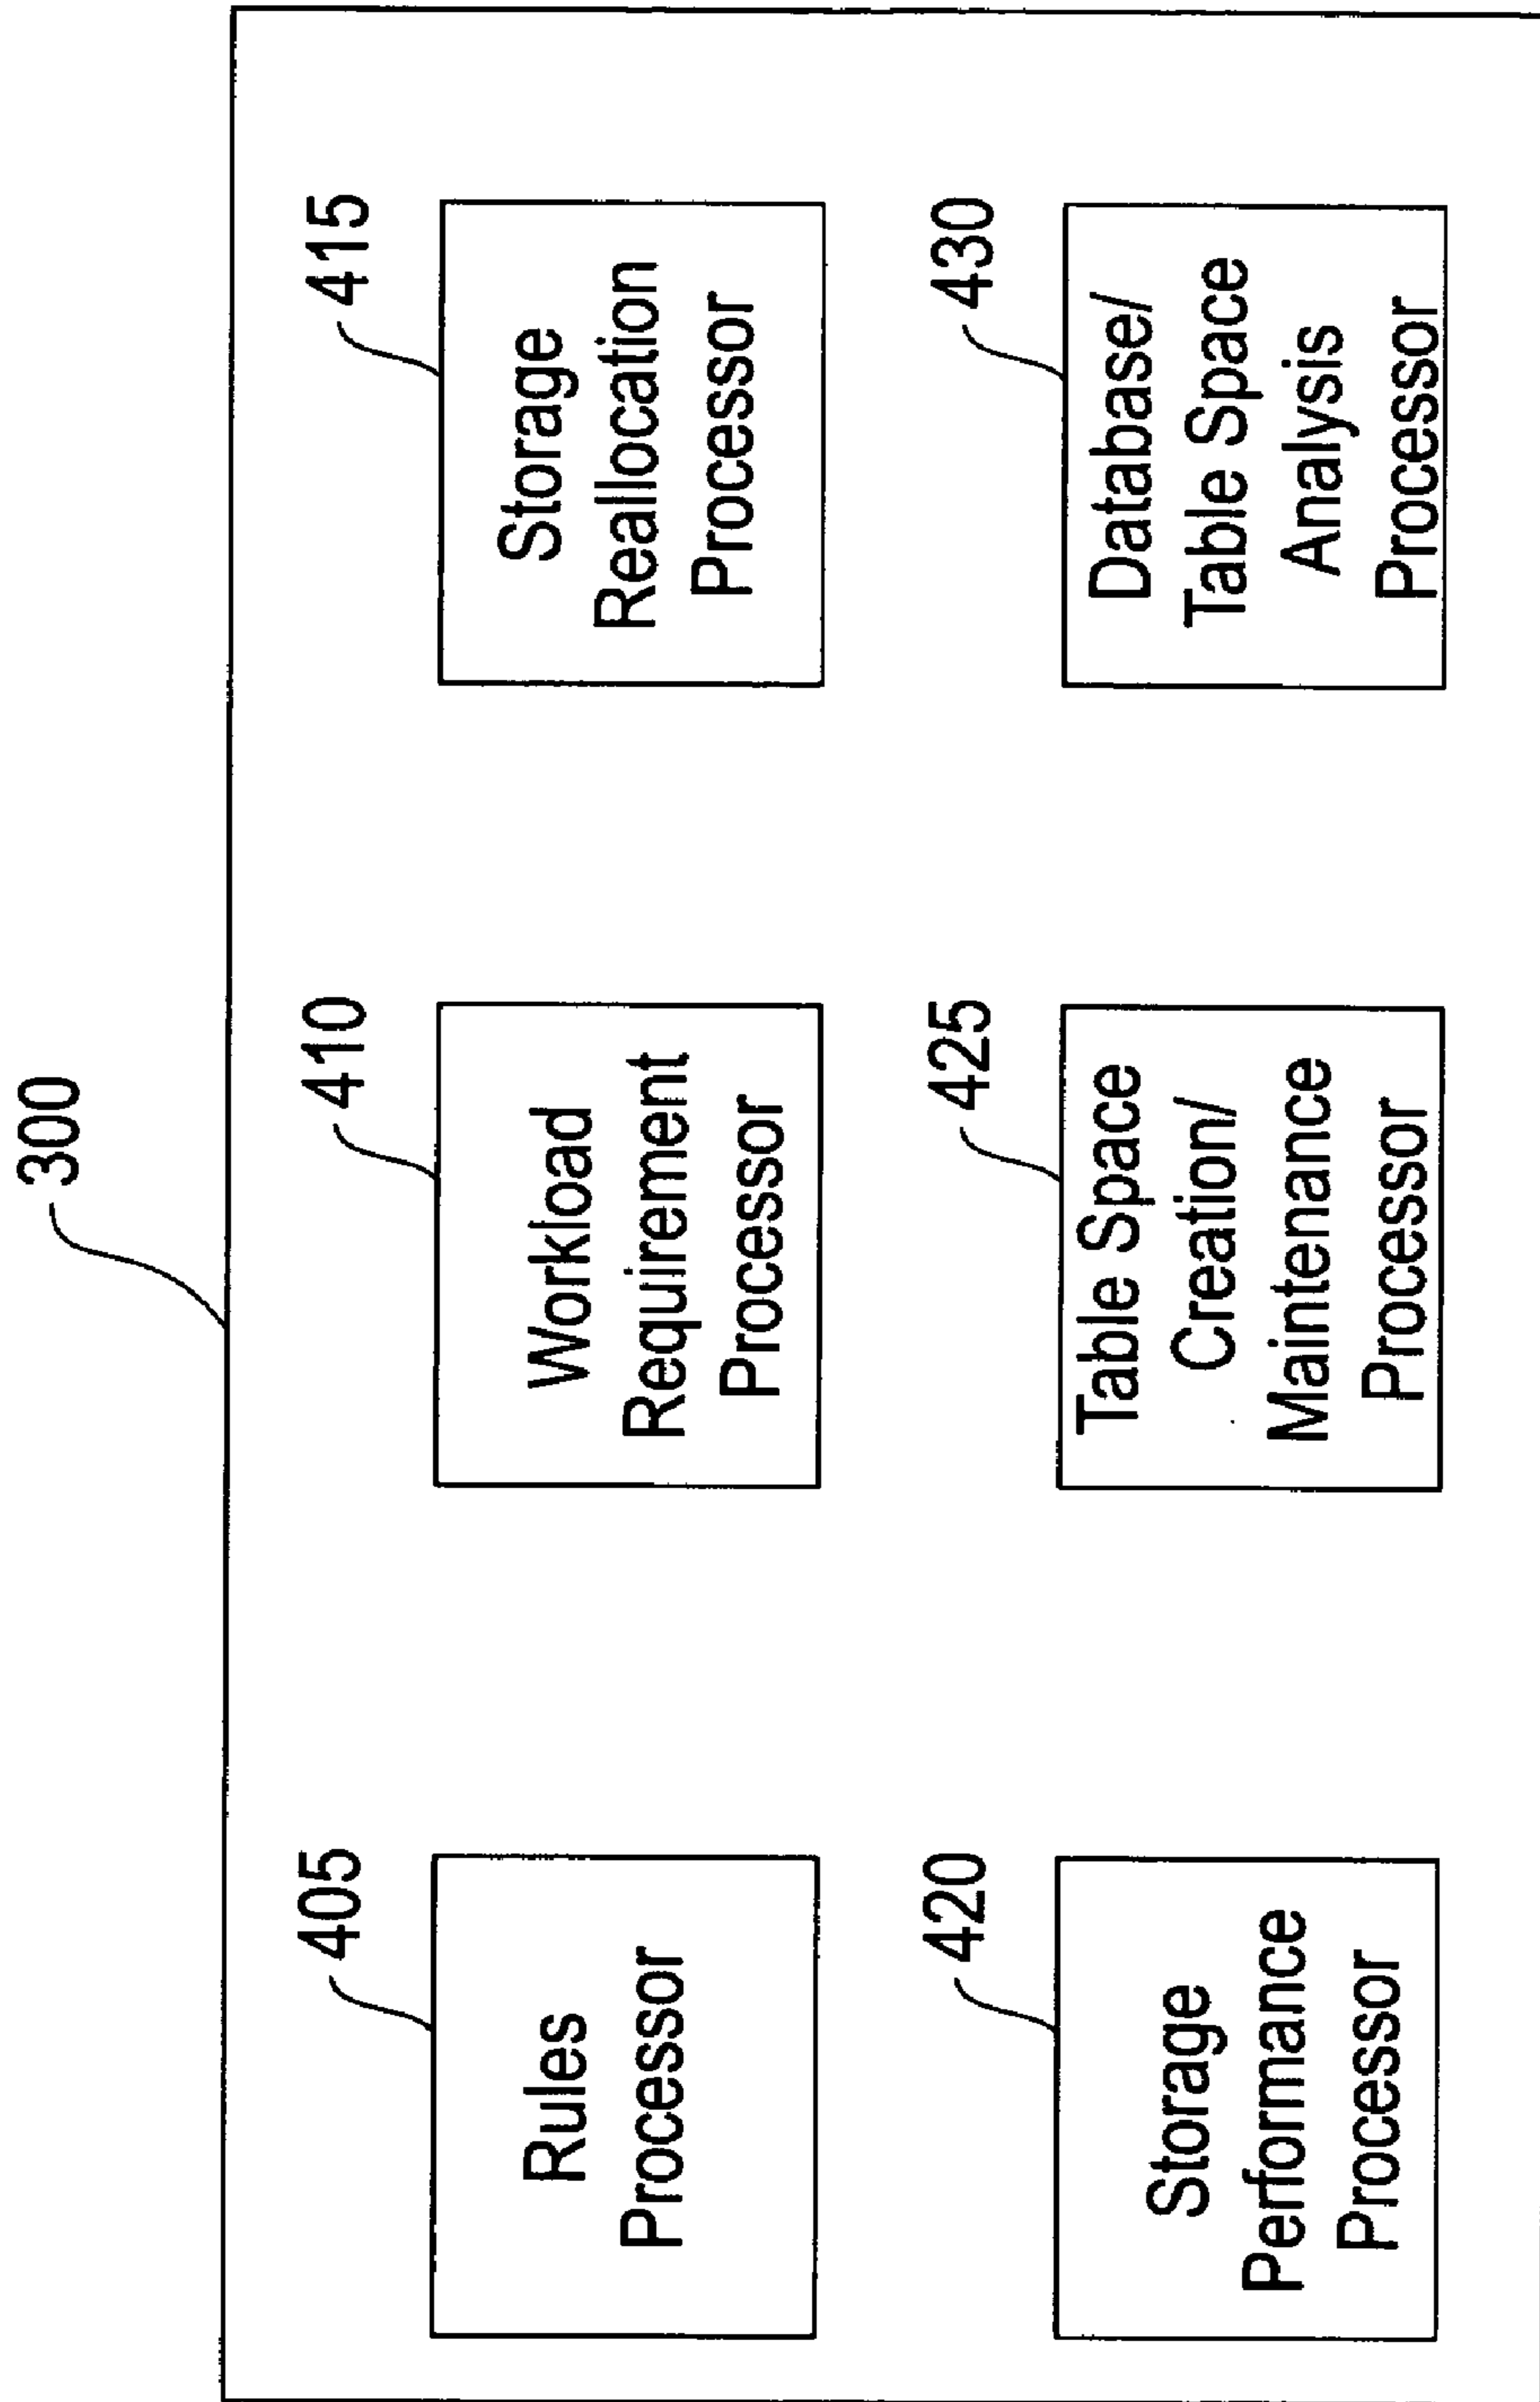 300
405
Rules
Processor
410
Workload
Requirement
Processor
415
Storage
Reallocation
Processor
420
Storage
Performance
Processor
425
Table Space
Creation/
Maintenance
Processor
430
Database/
Table Space
Analysis
Processor